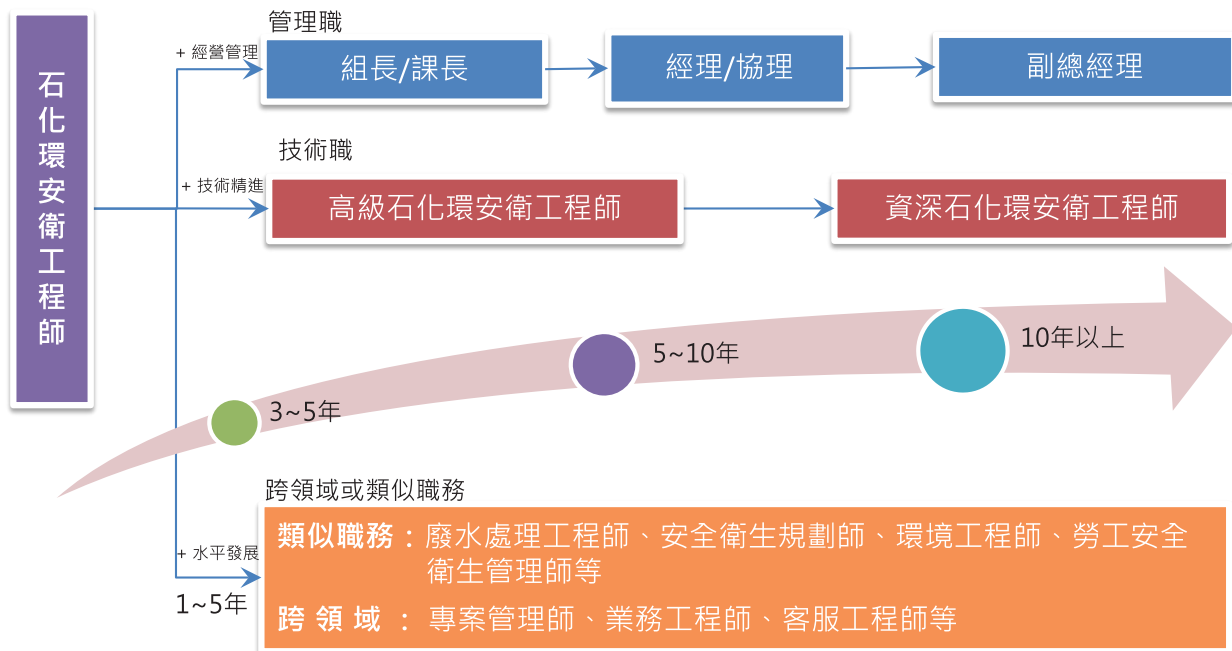 石化環安衛工程師
管理職
+ 經營管理
組長/課長
經理/協理
副總經理
技術職
+ 技術精進
高級石化環安衛工程師
資深石化環安衛工程師
3~5年
5~10年
10年以上
跨領域或類似職務
+ 水平發展
1~5年
類似職務：廢水處理工程師、安全衛生規劃師、環境工程師、勞工安全
衛生管理師等
跨 領 域 ：專案管理師、業務工程師、客服工程師等